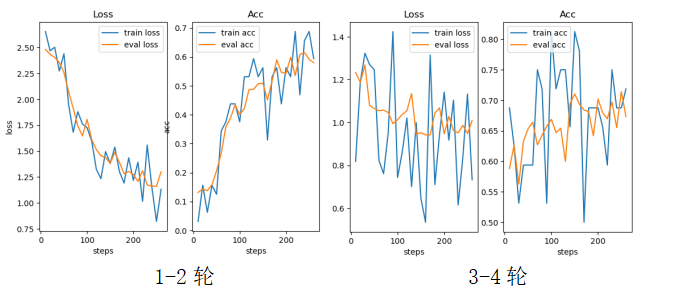 Loss
train loss
eval loss
loss
2.50
2.25
2.00
1.75
1.50
1.25
1.00
0.75
0
100
200
steps
Acc
train acc
eval acc
acc
0.7
0.6
0.5
0.4
0.3
0.2
0.1
0.0
0
100
200
steps
1-2 轮
Loss
train loss
eval loss
1.4
1.2
1.0
0.8
0.6
0
100
200
steps
Acc
train acc
eval acc
0.80
0.75
0.70
0.65
0.60
0.55
0.50
0
100
200
steps
3-4 轮